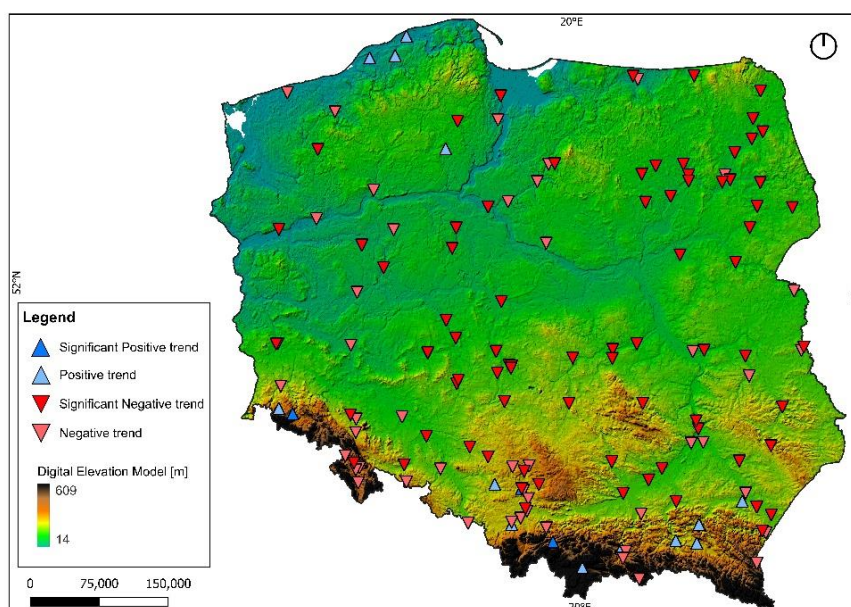 20°E
52°N
Legend
Significant Positive trend
Positive trend
Significant Negative trend
Negative trend
Digital Elevation Model [m]
609
14
0 75,000 150,000
20°E